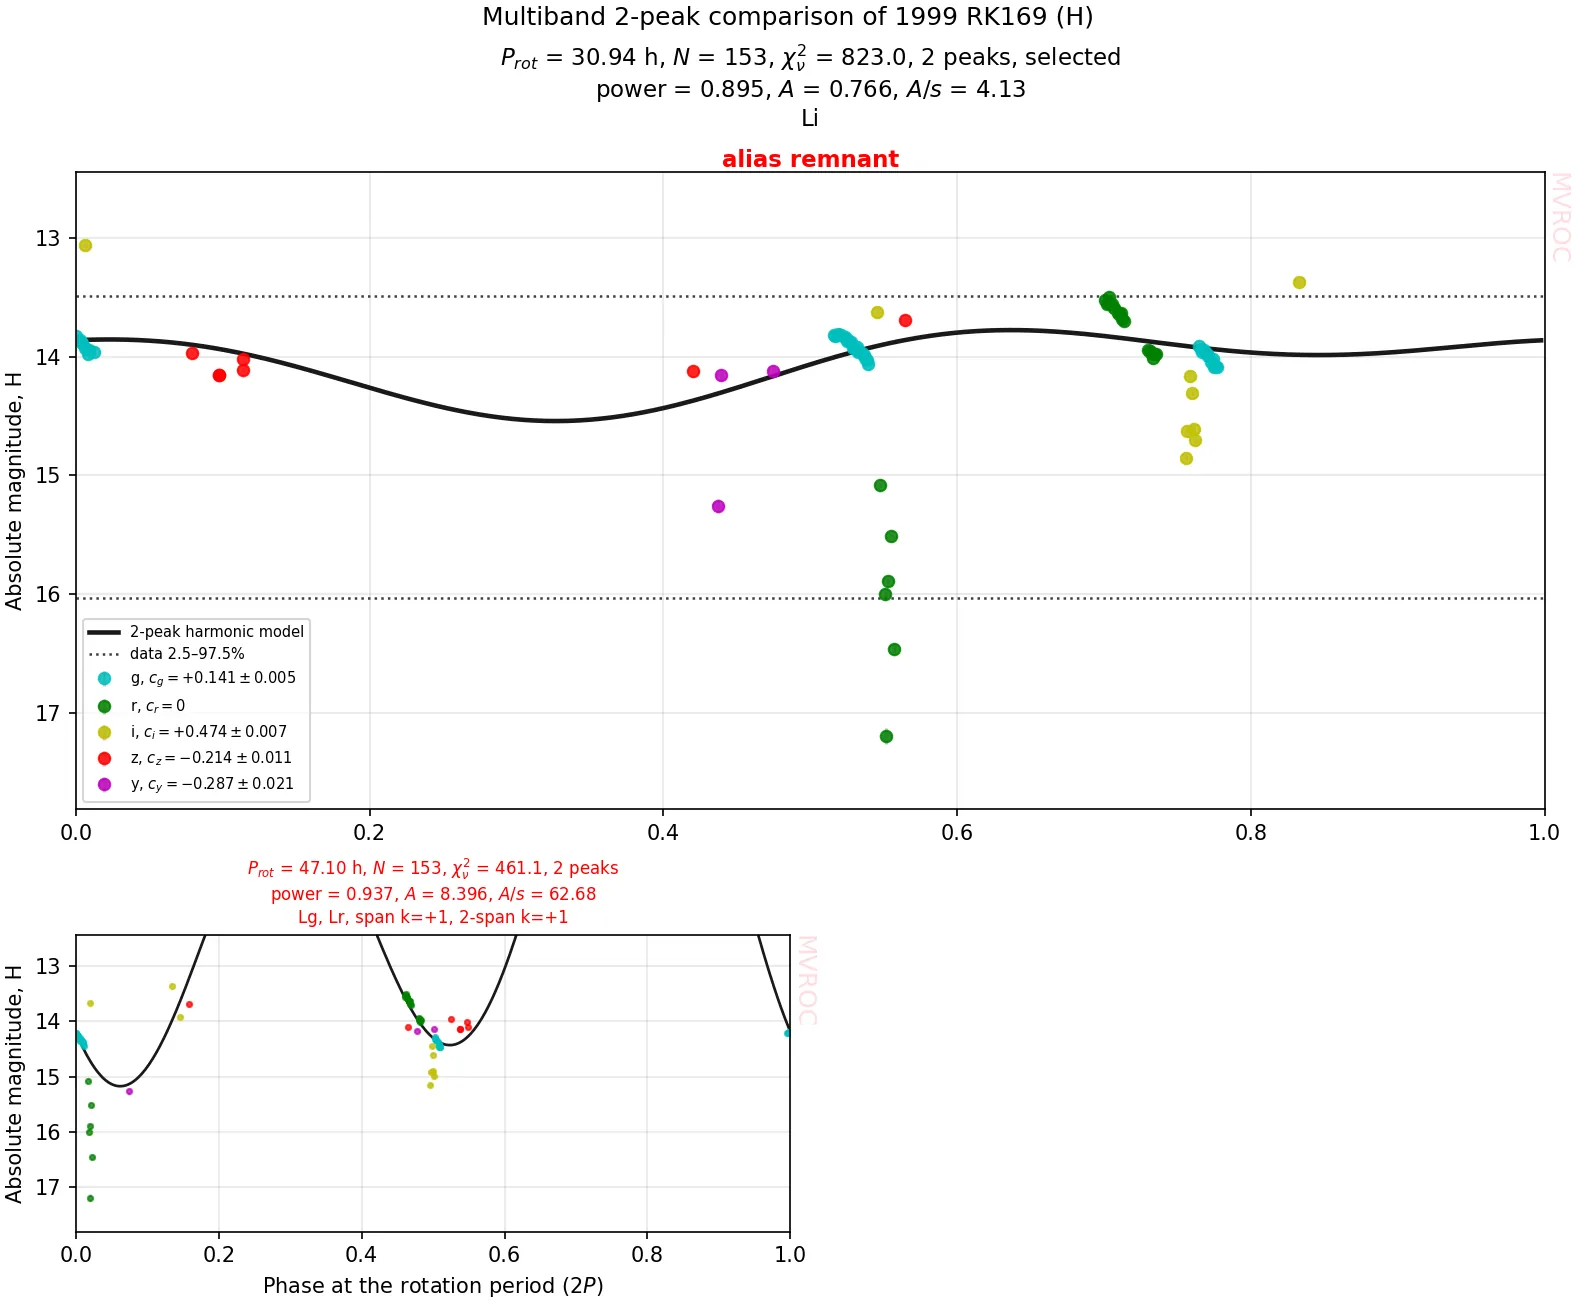 Multiband 2-peak comparison of 1999 RK169 (H)
P_rot = 30.94 h, N = 153, χ²_ν = 823.0, 2 peaks, selected
power = 0.895, A = 0.766, A/s = 4.13
Li
alias remnant
MVROC
Absolute magnitude, H
13
14
15
16
17
2-peak harmonic model
data 2.5–97.5%
g, c_g = +0.141 ± 0.005
r, c_r = 0
i, c_i = +0.474 ± 0.007
z, c_z = −0.214 ± 0.011
y, c_y = −0.287 ± 0.021
0.0 0.2 0.4 0.6 0.8 1.0
P_rot = 47.10 h, N = 153, χ²_ν = 461.1, 2 peaks
power = 0.937, A = 8.396, A/s = 62.68
Lg, Lr, span k=+1, 2-span k=+1
MVROC
Absolute magnitude, H
13
14
15
16
17
0.0 0.2 0.4 0.6 0.8 1.0
Phase at the rotation period (2P)